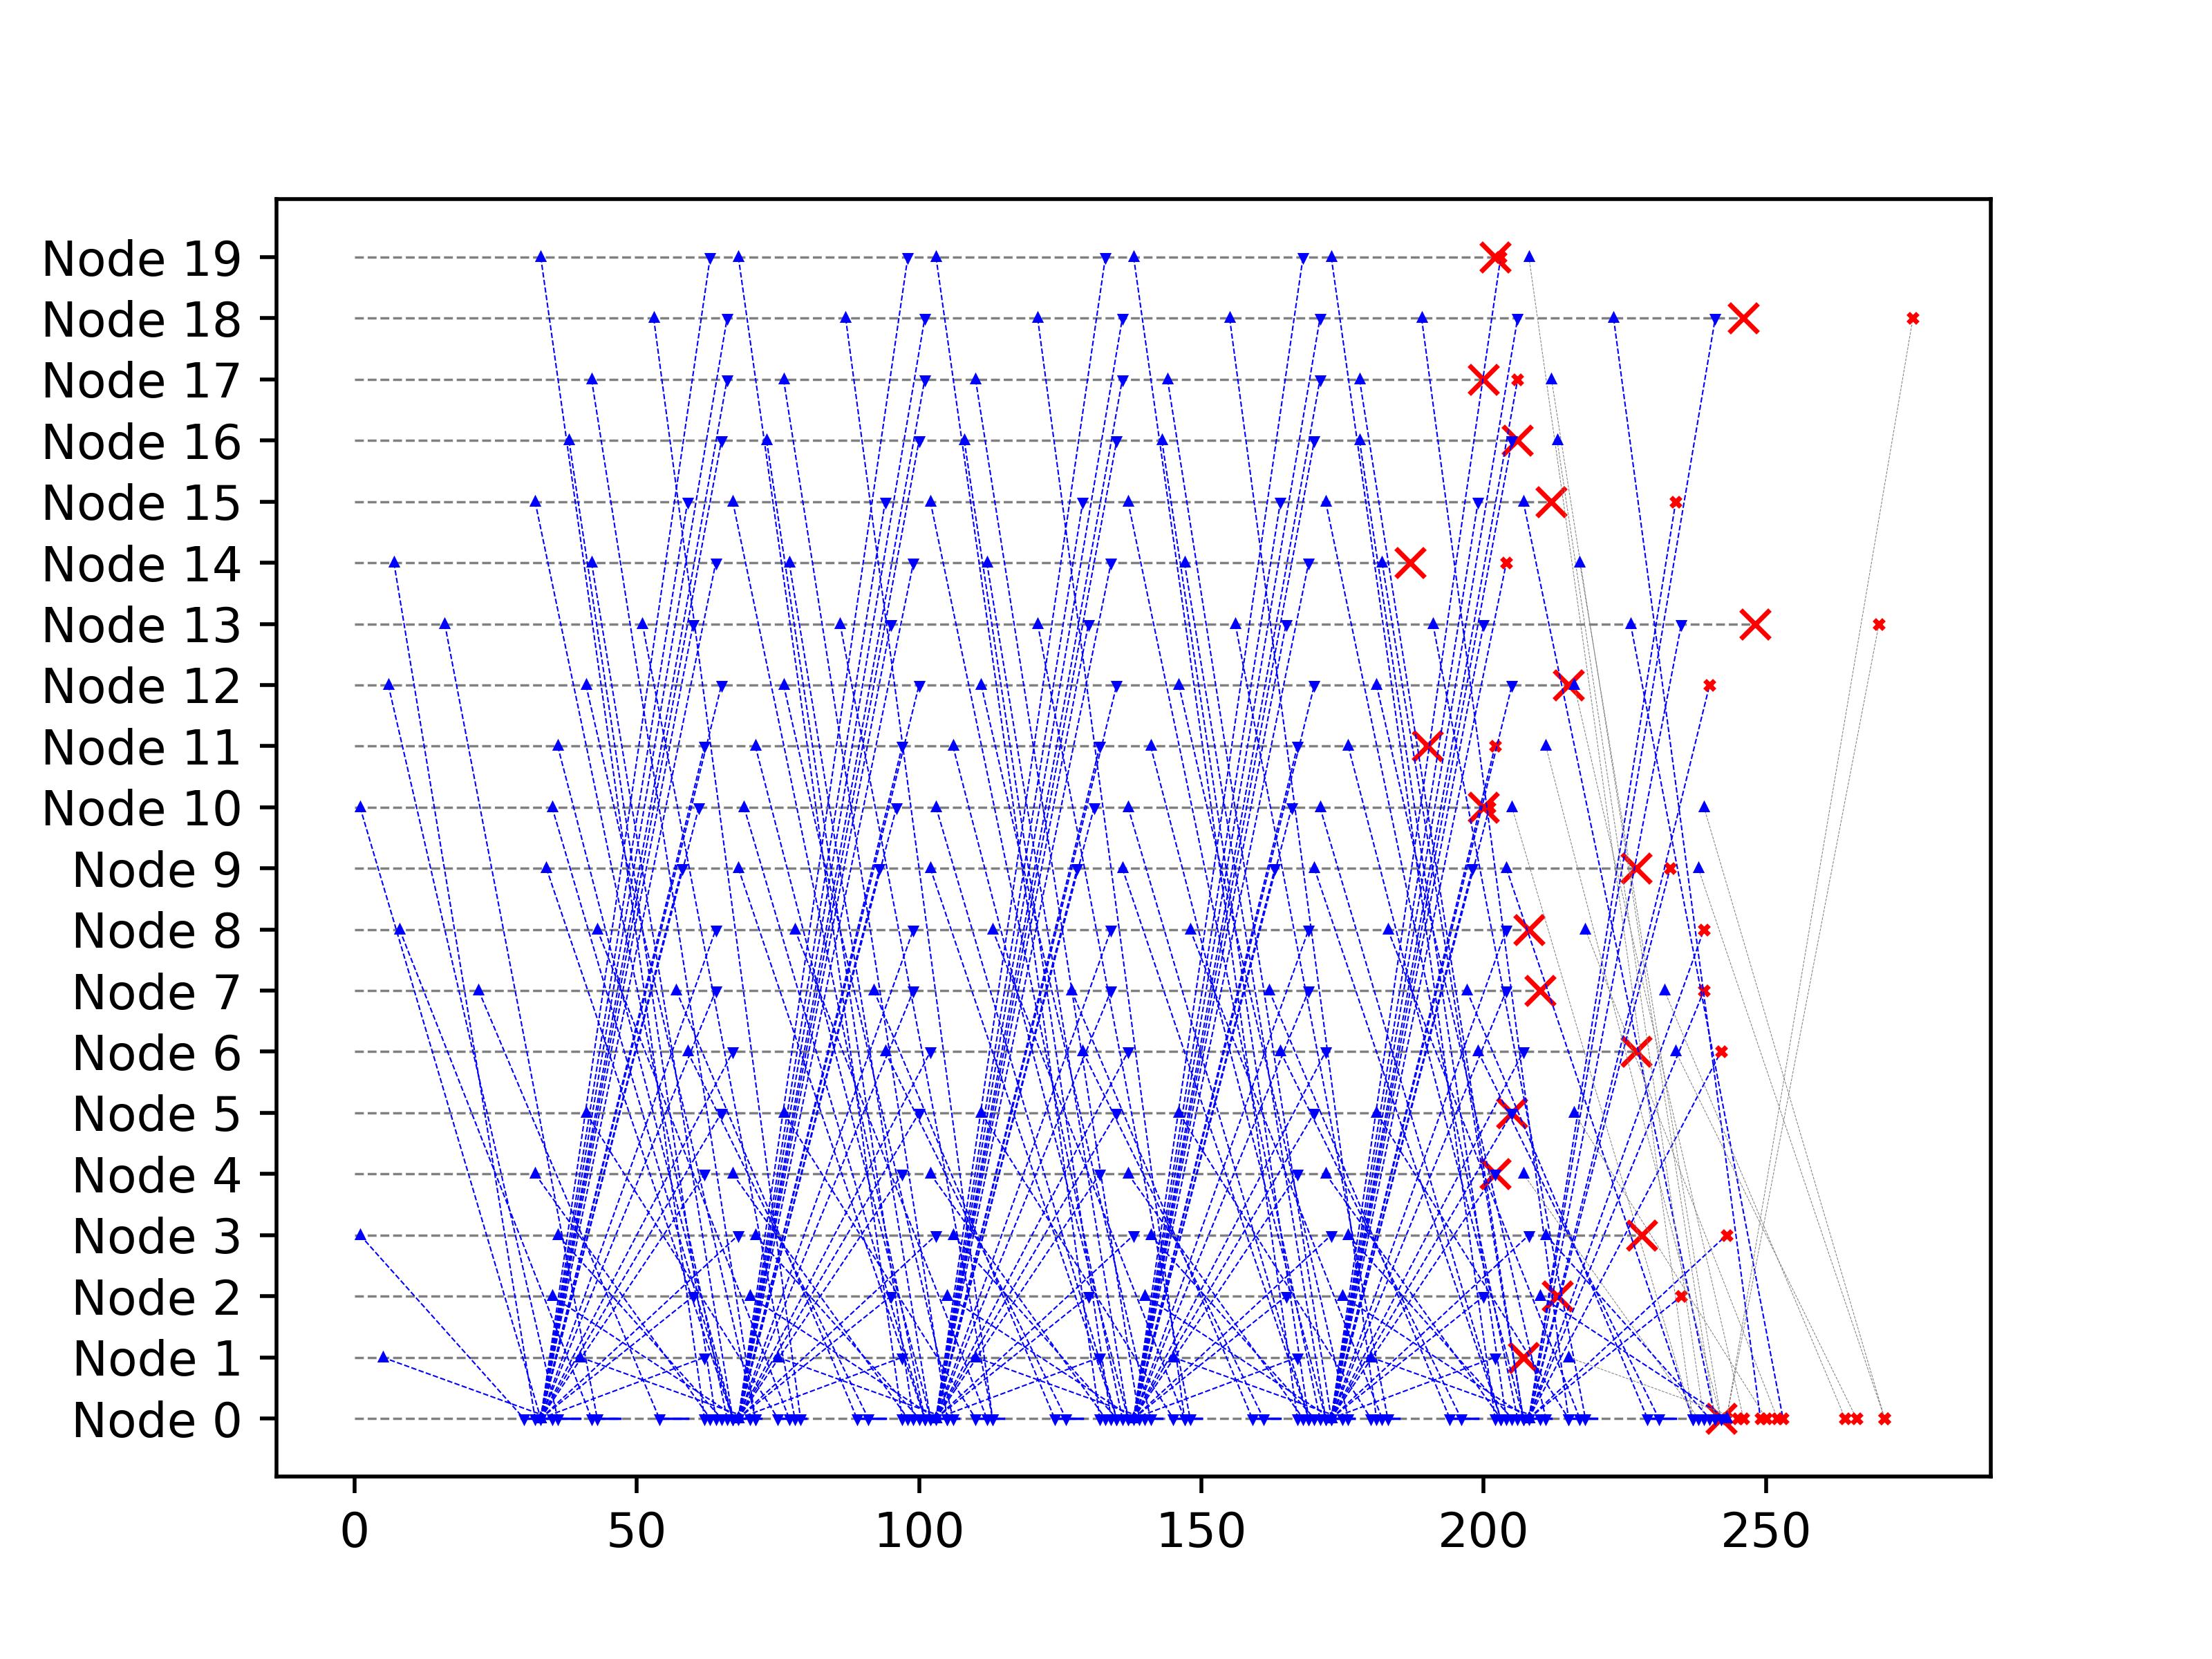 Node 19
Node 18
Node 17
Node 16
Node 15
Node 14
Node 13
Node 12
Node 11
Node 10
Node 9
Node 8
Node 7
Node 6
Node 5
Node 4
Node 3
Node 2
Node 1
Node 0
0 50 100 150 200 250